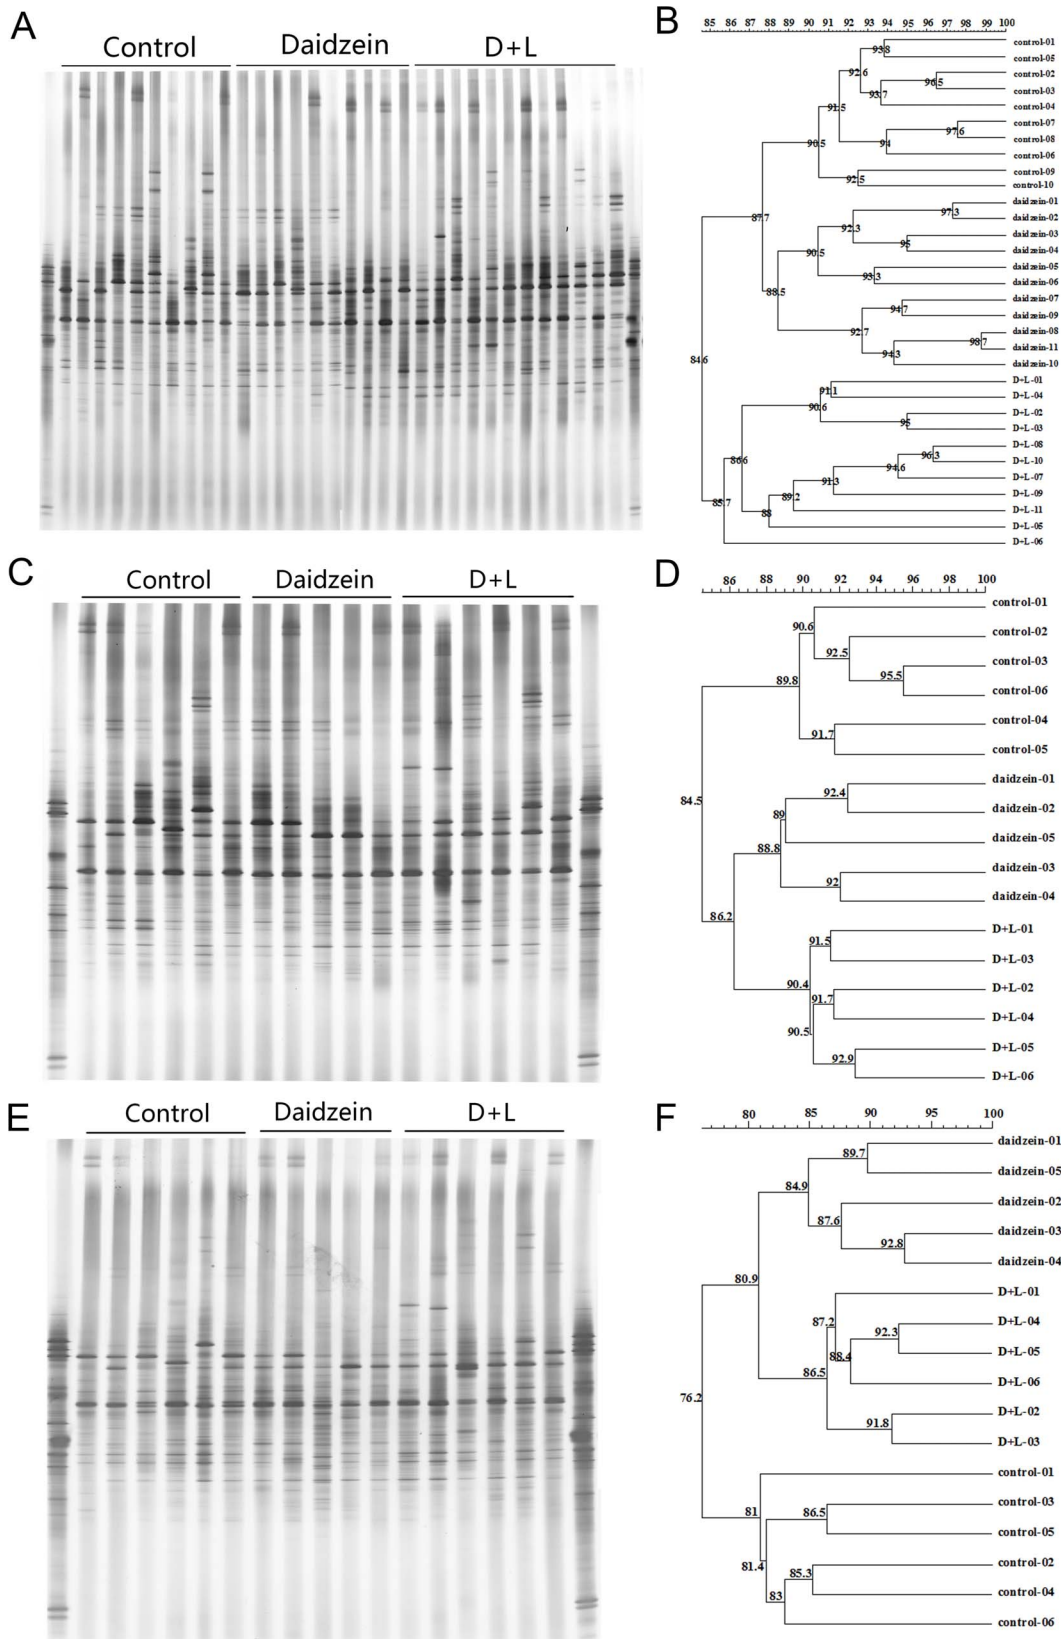 A
Control Daidzein D+L
B
85 86 87 88 89 90 91 92 93 94 95 96 97 98 99 100
control-01
93.8
control-05
92.6
control-02
96.5
control-03
93.7
91.5
control-04
control-07
97.6
control-08
94
90.5
control-06
control-09
92.5
control-10
daidzein-01
97.3
87.7
daidzein-02
92.3
daidzein-03
95
daidzein-04
90.5
daidzein-05
93.3
daidzein-06
88.5
daidzein-07
94.7
daidzein-09
92.7
daidzein-08
98.7
daidzein-11
94.3
84.6
daidzein-10
D+L-01
91.1
D+L-04
90.6
D+L-02
95
D+L-03
D+L-08
96.3
86.6
D+L-10
94.6
D+L-07
91.3
D+L-09
89.2
85.7
D+L-11
88
D+L-05
D+L-06
C
Control Daidzein D+L
D
86 88 90 92 94 96 98 100
control-01
90.6
control-02
92.5
control-03
95.5
89.8
control-06
control-04
91.7
control-05
daidzein-01
92.4
84.5
daidzein-02
89
daidzein-05
88.8
daidzein-03
92
daidzein-04
86.2
D+L-01
91.5
D+L-03
90.4
D+L-02
91.7
D+L-04
90.5
D+L-05
92.9
D+L-06
E
Control Daidzein D+L
F
80 85 90 95 100
daidzein-01
89.7
daidzein-05
84.9
daidzein-02
87.6
daidzein-03
92.8
daidzein-04
80.9
D+L-01
87.2
D+L-04
92.3
D+L-05
88.4
86.5
D+L-06
76.2
D+L-02
91.8
D+L-03
control-01
81
control-03
86.5
control-05
81.4
control-02
85.3
control-04
83
control-06